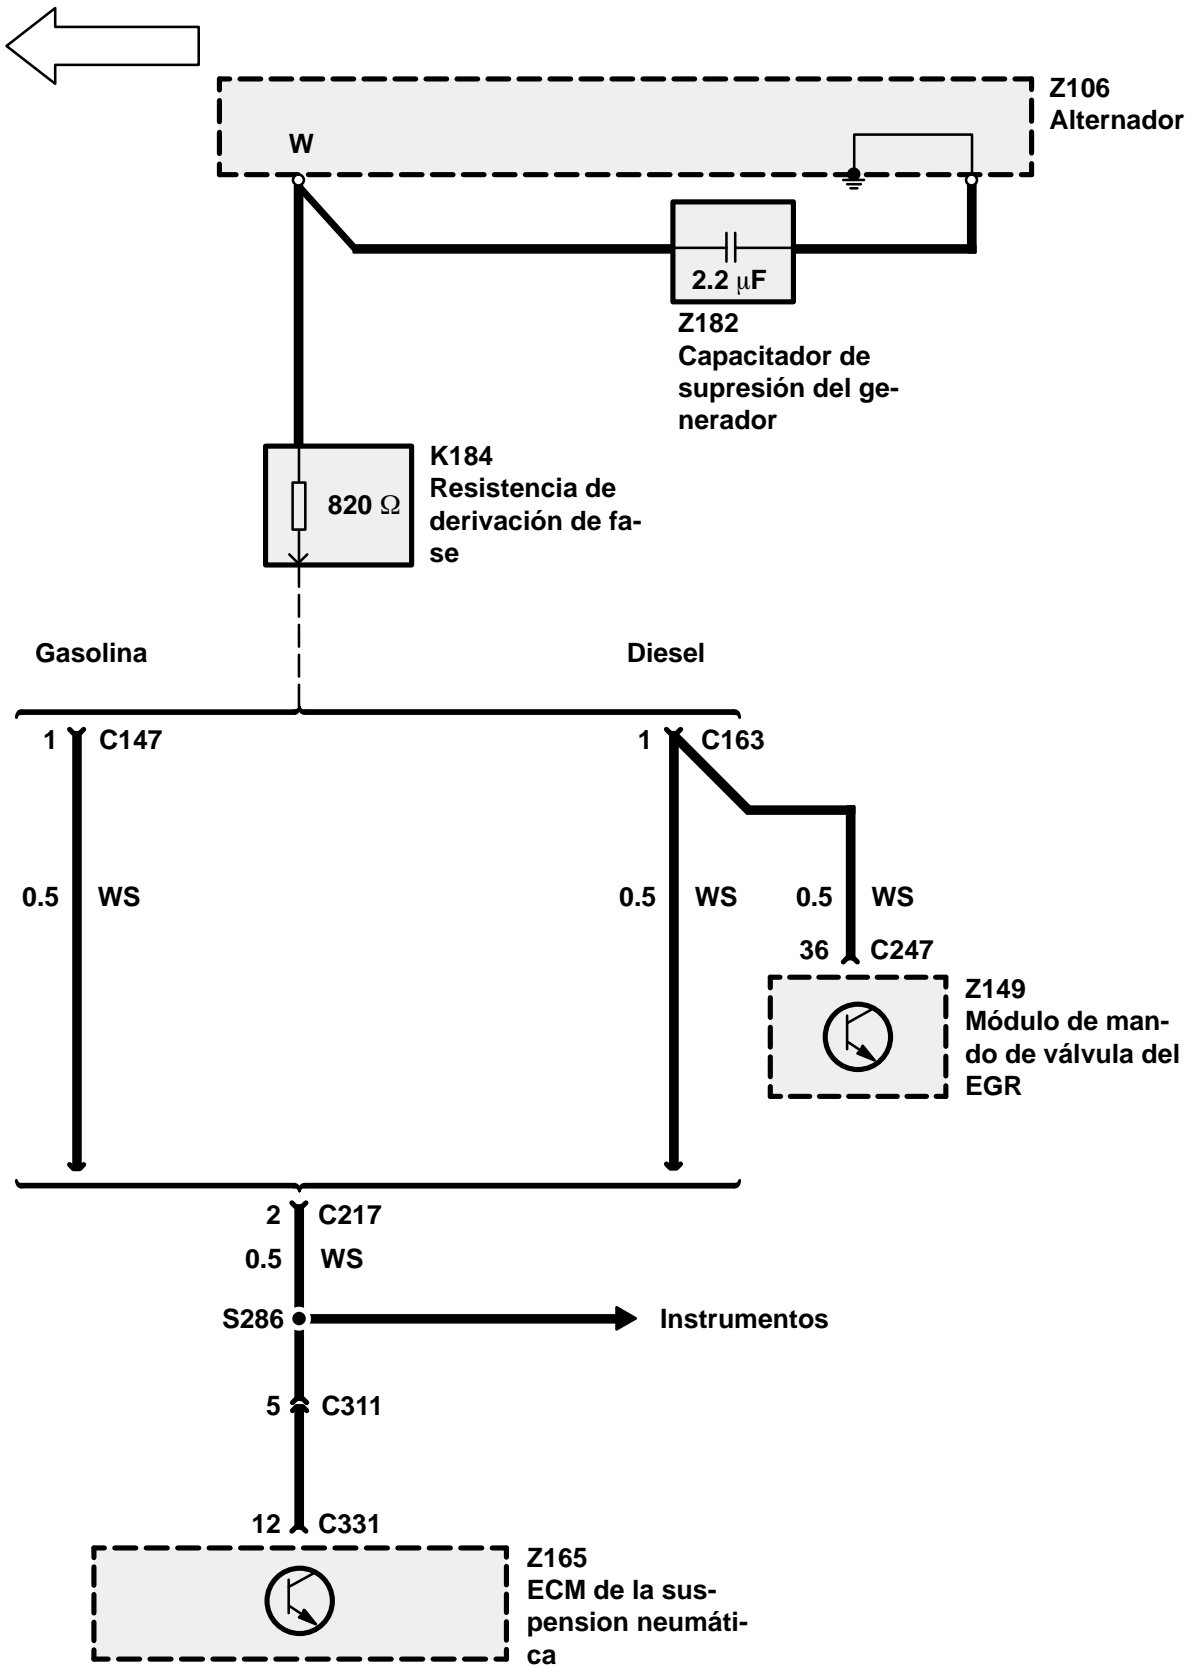 Z106
Alternador
W
2.2 μF
Z182
Capacitador de
supresión del ge-
nerador
K184
Resistencia de
derivación de fa-
se
820 Ω
Gasolina
Diesel
1 C147
1 C163
0.5 WS
0.5 WS
0.5 WS
36 C247
Z149
Módulo de man-
do de válvula del
EGR
2 C217
0.5 WS
S286
Instrumentos
5 C311
12 C331
Z165
ECM de la sus-
pension neumáti-
ca